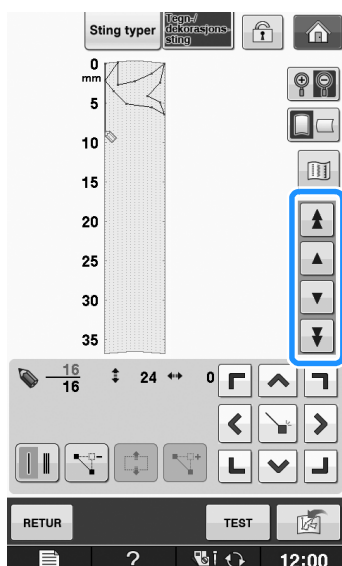 Sting typer
Tegn-/
dekorasjons-
sting
0
mm
5
10
15
20
25
30
35
16
16
24
0
RETUR
TEST
?
12:00